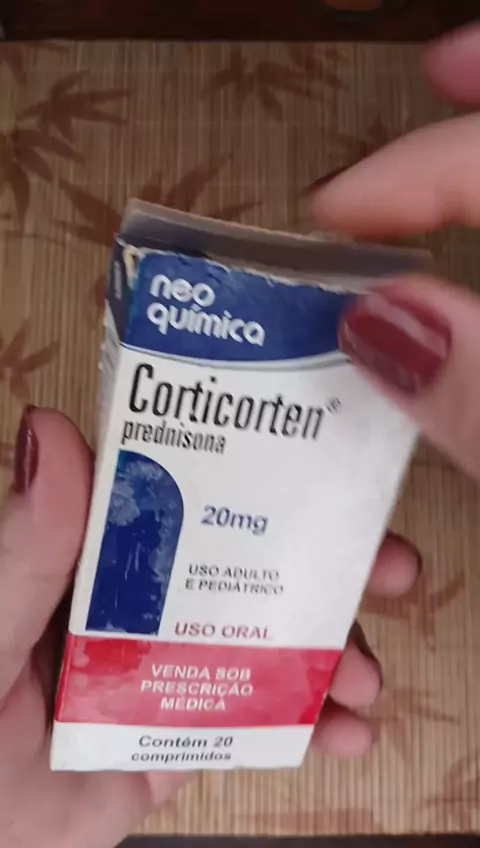 neo
química
Corticorten®
prednisona
20mg
USO ADULTO
E PEDIÁTRICO
USO ORAL
VENDA SOB
PRESCRIÇÃO
MÉDICA
Contém 20
comprimidos